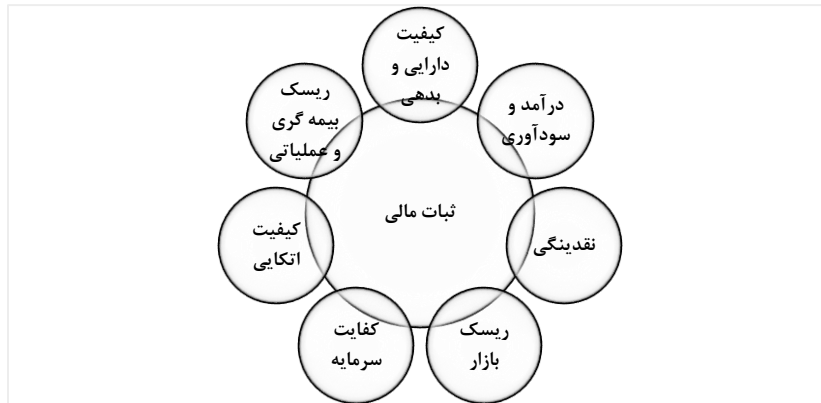 کیفیت
دارایی و
بدهی
درآمد و
سودآوری
نقدینگی
ریسک
بازار
کفایت
سرمایه
کیفیت
اتکایی
ریسک
بیمه گری
و عملیاتی
ثبات مالی